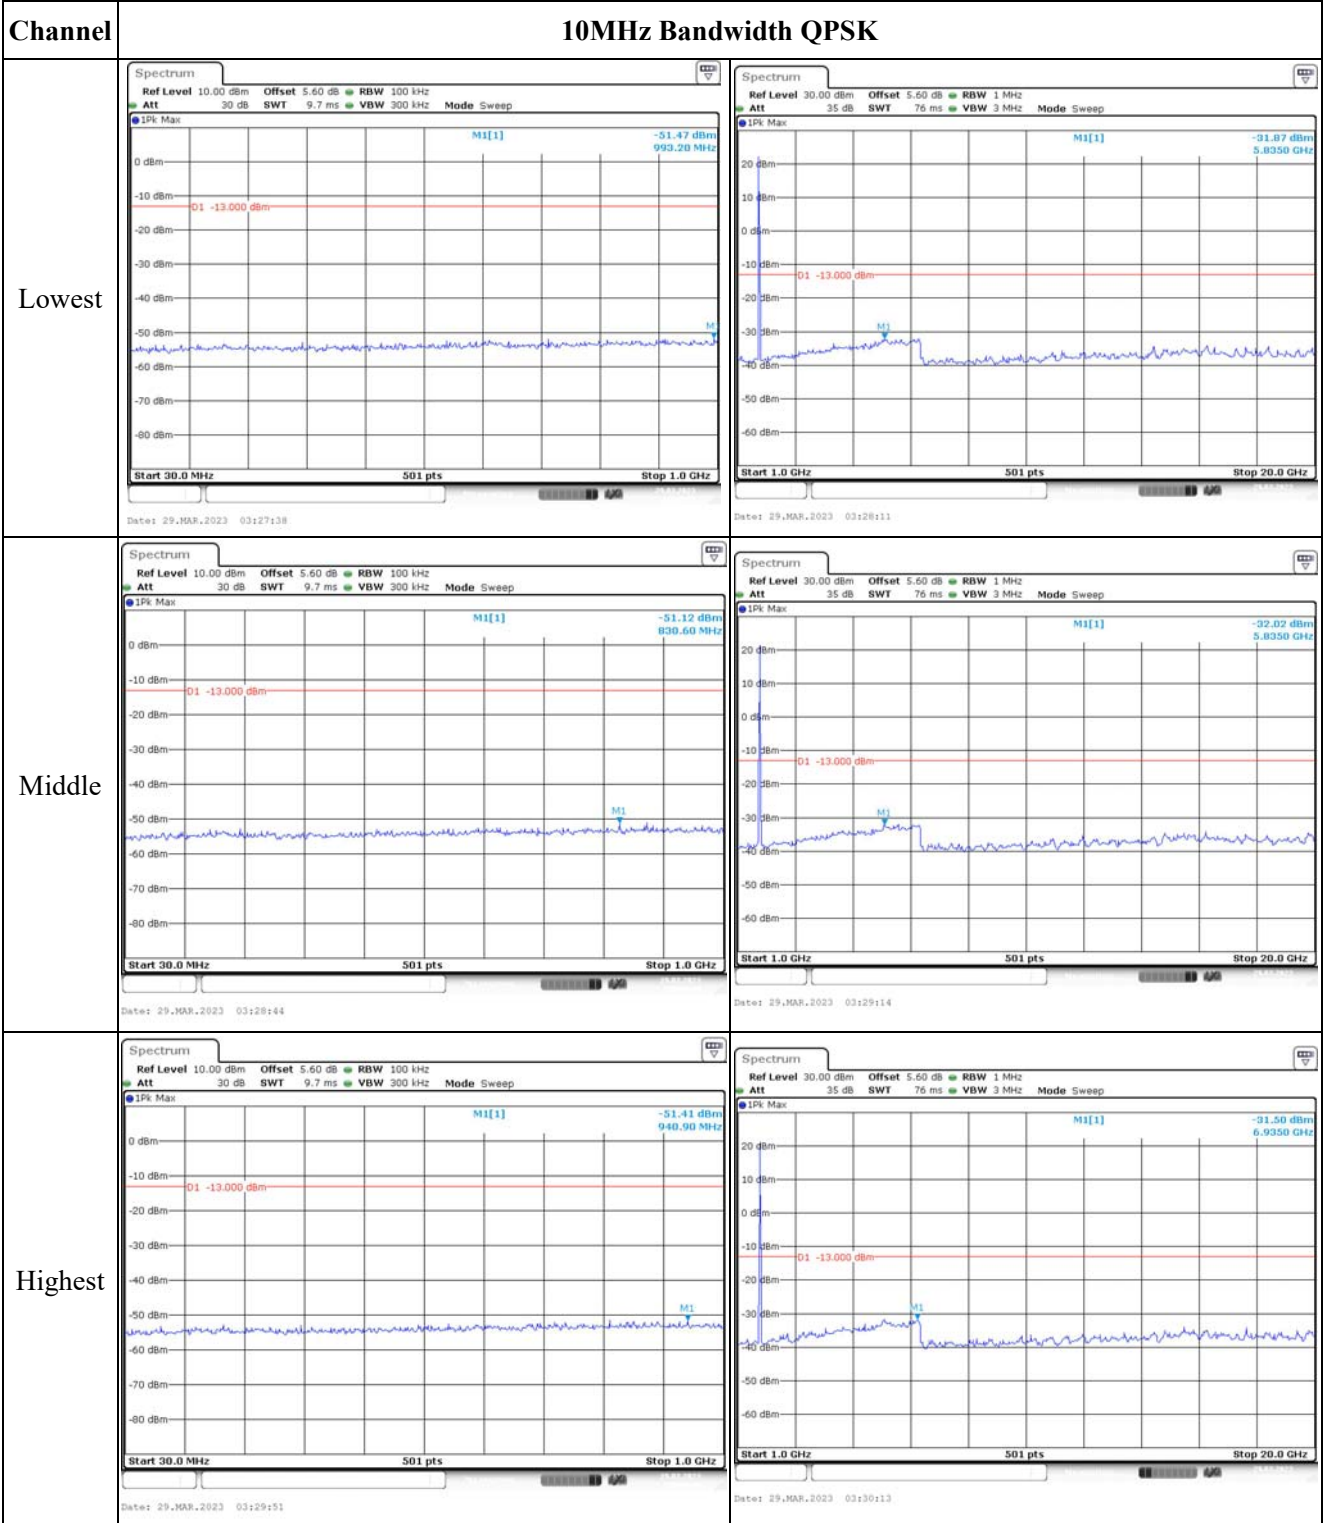 Channel 10MHz Bandwidth QPSK
Lowest
Spectrum
Ref Level 10.00 dBm Offset 5.60 dB RBW 100 kHz
Att 30 dB SWT 9.7 ms VBW 300 kHz Mode Sweep
1Pk Max
M1[1] -51.47 dBm
993.20 MHz
0 dBm
-10 dBm
D1 -13.000 dBm
-20 dBm
-30 dBm
-40 dBm
-50 dBm
M1
-60 dBm
-70 dBm
-80 dBm
Start 30.0 MHz 501 pts Stop 1.0 GHz
Date: 29.MAR.2023 03:27:38
Spectrum
Ref Level 30.00 dBm Offset 5.60 dB RBW 1 MHz
Att 35 dB SWT 76 ms VBW 3 MHz Mode Sweep
1Pk Max
M1[1] -31.87 dBm
5.8350 GHz
20 dBm
10 dBm
0 dBm
-10 dBm
D1 -13.000 dBm
-20 dBm
-30 dBm
M1
-40 dBm
-50 dBm
-60 dBm
Start 1.0 GHz 501 pts Stop 20.0 GHz
Date: 29.MAR.2023 03:28:11
Middle
Spectrum
Ref Level 10.00 dBm Offset 5.60 dB RBW 100 kHz
Att 30 dB SWT 9.7 ms VBW 300 kHz Mode Sweep
1Pk Max
M1[1] -51.12 dBm
830.60 MHz
0 dBm
-10 dBm
D1 -13.000 dBm
-20 dBm
-30 dBm
-40 dBm
-50 dBm
M1
-60 dBm
-70 dBm
-80 dBm
Start 30.0 MHz 501 pts Stop 1.0 GHz
Date: 29.MAR.2023 03:28:44
Spectrum
Ref Level 30.00 dBm Offset 5.60 dB RBW 1 MHz
Att 35 dB SWT 76 ms VBW 3 MHz Mode Sweep
1Pk Max
M1[1] -32.02 dBm
5.8350 GHz
20 dBm
10 dBm
0 dBm
-10 dBm
D1 -13.000 dBm
-20 dBm
-30 dBm
M1
-40 dBm
-50 dBm
-60 dBm
Start 1.0 GHz 501 pts Stop 20.0 GHz
Date: 29.MAR.2023 03:29:14
Highest
Spectrum
Ref Level 10.00 dBm Offset 5.60 dB RBW 100 kHz
Att 30 dB SWT 9.7 ms VBW 300 kHz Mode Sweep
1Pk Max
M1[1] -51.41 dBm
940.90 MHz
0 dBm
-10 dBm
D1 -13.000 dBm
-20 dBm
-30 dBm
-40 dBm
-50 dBm
M1
-60 dBm
-70 dBm
-80 dBm
Start 30.0 MHz 501 pts Stop 1.0 GHz
Date: 29.MAR.2023 03:29:51
Spectrum
Ref Level 30.00 dBm Offset 5.60 dB RBW 1 MHz
Att 35 dB SWT 76 ms VBW 3 MHz Mode Sweep
1Pk Max
M1[1] -31.50 dBm
6.9350 GHz
20 dBm
10 dBm
0 dBm
-10 dBm
D1 -13.000 dBm
-20 dBm
-30 dBm
M1
-40 dBm
-50 dBm
-60 dBm
Start 1.0 GHz 501 pts Stop 20.0 GHz
Date: 29.MAR.2023 03:30:13